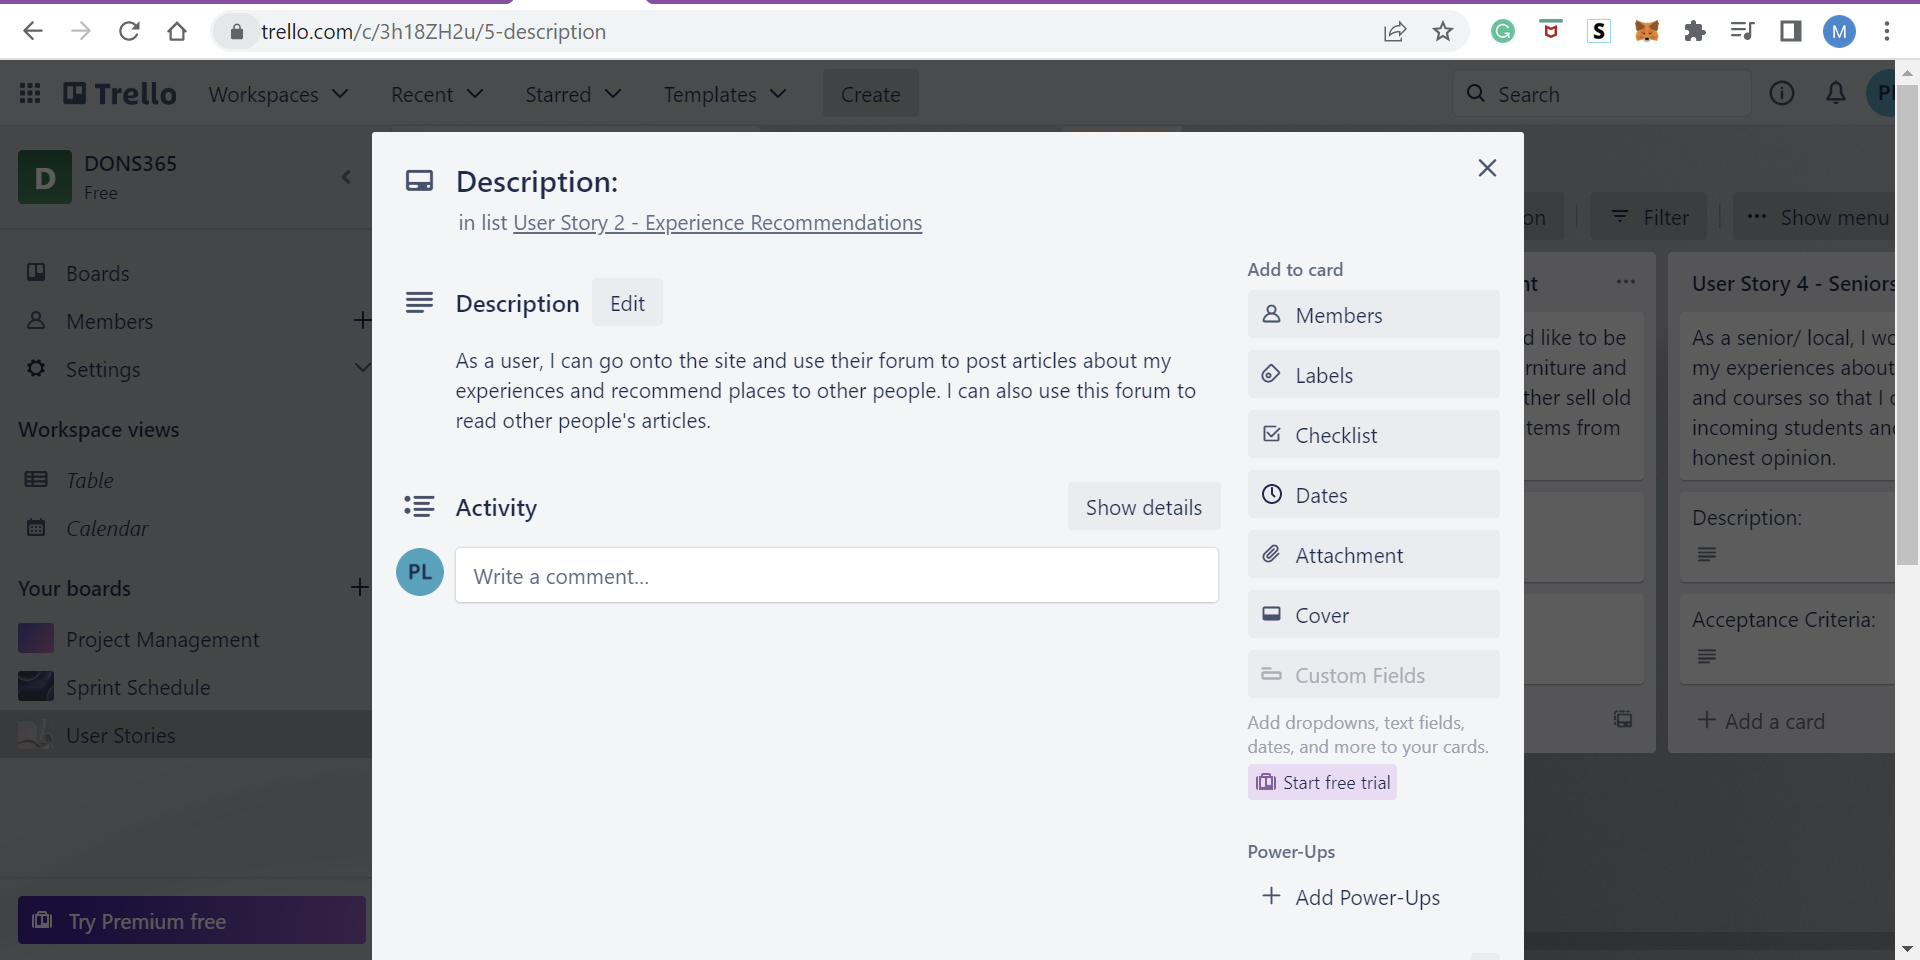 trello.com/c/3h18ZH2u/5-description
M
Trello
Workspaces
Recent
Starred
Templates
Create
Search
D
DONS365
Free
Boards
Members
Settings
Workspace views
Table
Calendar
Your boards
Project Management
Sprint Schedule
User Stories
Try Premium free
Description:
in list User Story 2 - Experience Recommendations
Description
Edit
As a user, I can go onto the site and use their forum to post articles about my
experiences and recommend places to other people. I can also use this forum to
read other people's articles.
Activity
Show details
PL
Write a comment...
Add to card
Members
Labels
Checklist
Dates
Attachment
Cover
Custom Fields
Add dropdowns, text fields,
dates, and more to your cards.
Start free trial
Power-Ups
Add Power-Ups
Filter
Show menu
d like to be
rniture and
ther sell old
tems from
User Story 4 - Seniors
As a senior/ local, I wo
my experiences about
and courses so that I
incoming students an
honest opinion.
Description:
Acceptance Criteria:
Add a card